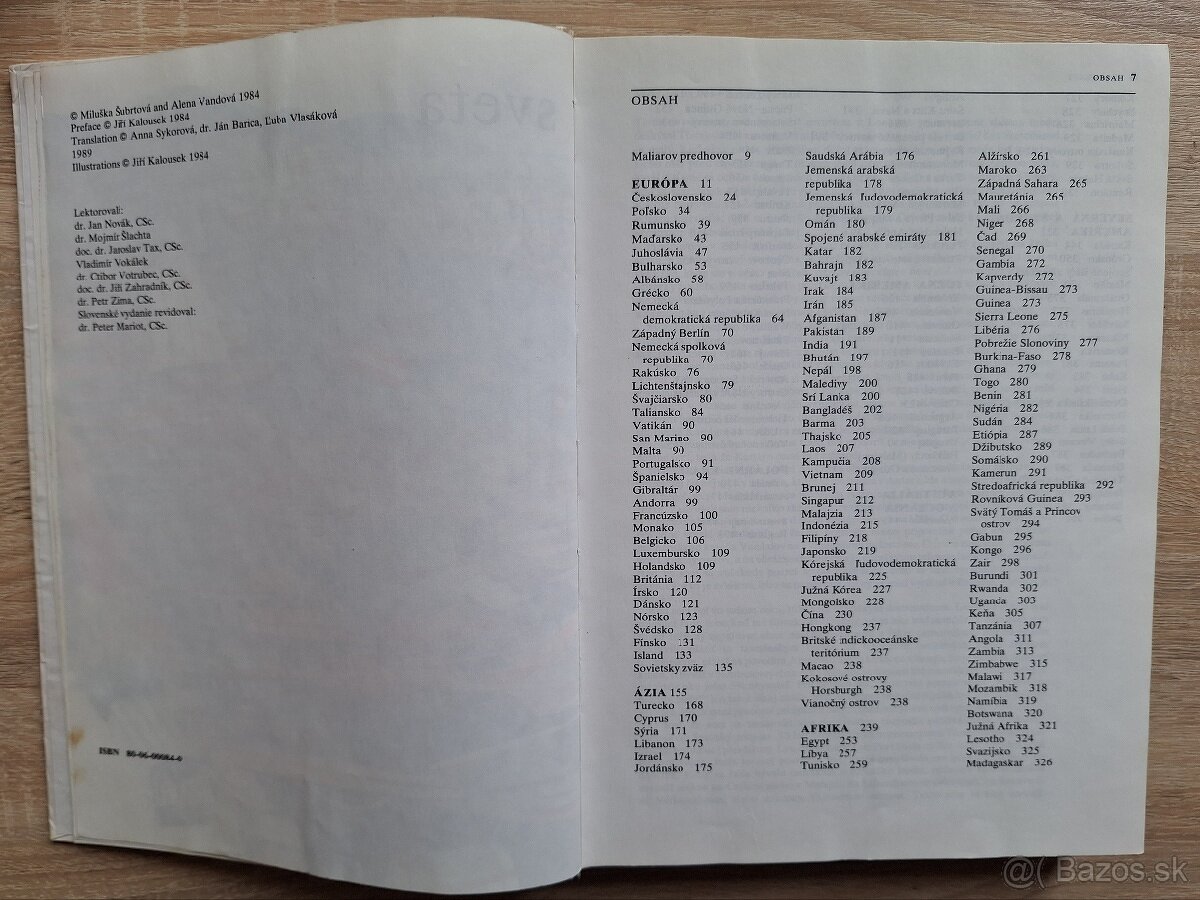 © Miluška Šubrtová and Alena Vandová 1984
Preface © Jiří Kalousek 1984
Translation © Anna Sykorová, dr. Ján Barica, Ľuba Vlasáková
1989
Illustrations © Jiří Kalousek 1984
Lektorovali:
dr. Jan Novák, CSc.
dr. Mojmír Šlachta
doc. dr. Jaroslav Tax, CSc.
Vladimír Vokálek
dr. Ctibor Votrubec, CSc.
doc. dr. Jiří Zahradník, CSc.
dr. Petr Zima, CSc.
Slovenské vydanie revidoval:
dr. Peter Mariot, CSc.
ISBN 80-06-00084-0
OBSAH 7
OBSAH
Maliarov predhovor 9
EURÓPA 11
Československo 24
Poľsko 34
Rumunsko 39
Maďarsko 43
Juhoslávia 47
Bulharsko 53
Albánsko 58
Grécko 60
Nemecká
demokratická republika 64
Západný Berlín 70
Nemecká spolková
republika 70
Rakúsko 76
Lichtenštajnsko 79
Švajčiarsko 80
Taliansko 84
Vatikán 90
San Marino 90
Malta 90
Portugalsko 91
Španielsko 94
Gibraltár 99
Andorra 99
Francúzsko 100
Monako 105
Belgicko 106
Luxembursko 109
Holandsko 109
Británia 112
Írsko 120
Dánsko 121
Nórsko 123
Švédsko 128
Fínsko 131
Island 133
Sovietsky zväz 135
ÁZIA 155
Turecko 168
Cyprus 170
Sýria 171
Libanon 173
Izrael 174
Jordánsko 175
Saudská Arábia 176
Jemenská arabská
republika 178
Jemenská ľudovodemokratická
republika 179
Omán 180
Spojené arabské emiráty 181
Katar 182
Bahrajn 182
Kuvajt 183
Irak 184
Irán 185
Afganistan 187
Pakistan 189
India 191
Bhután 197
Nepál 198
Maledivy 200
Srí Lanka 200
Bangladéš 202
Barma 203
Thajsko 205
Laos 207
Kampučia 208
Vietnam 209
Brunej 211
Singapur 212
Malajzia 213
Indonézia 215
Filipíny 218
Japonsko 219
Kórejská ľudovodemokratická
republika 225
Južná Kórea 227
Mongolsko 228
Čína 230
Hongkong 237
Britské indickooceánske
teritórium 237
Macao 238
Kokosové ostrovy
Horsburgh 238
Vianočný ostrov 238
AFRIKA 239
Egypt 253
Líbya 257
Tunisko 259
Alžírsko 261
Maroko 263
Západná Sahara 265
Mauretánia 265
Mali 266
Niger 268
Čad 269
Senegal 270
Gambia 272
Kapverdy 272
Guinea-Bissau 273
Guinea 273
Sierra Leone 275
Libéria 276
Pobrežie Slonoviny 277
Burkina-Faso 278
Ghana 279
Togo 280
Benin 281
Nigéria 282
Sudán 284
Etiópia 287
Džibutsko 289
Somálsko 290
Kamerun 291
Stredoafrická republika 292
Rovníková Guinea 293
Svätý Tomáš a Princov
ostrov 294
Gabun 295
Kongo 296
Zair 298
Burundi 301
Rwanda 302
Uganda 303
Keňa 305
Tanzánia 307
Angola 311
Zambia 313
Zimbabwe 315
Malawi 317
Mozambik 318
Namíbia 319
Botswana 320
Južná Afrika 321
Lesotho 324
Svazijsko 325
Madagaskar 326
@( Bazos.sk